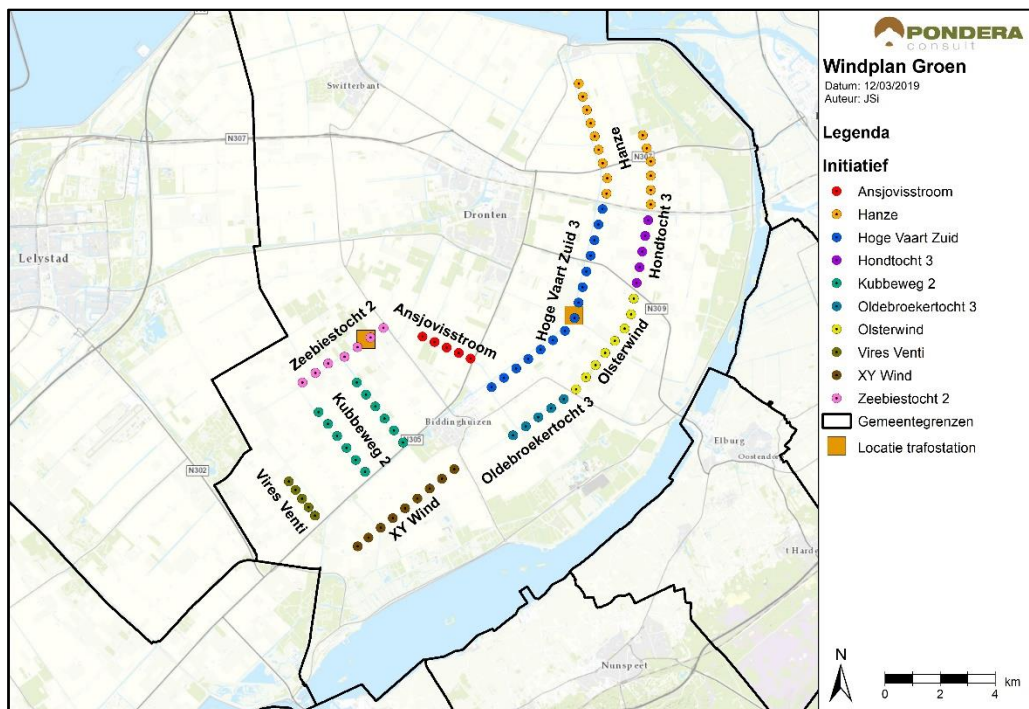 PONDERA
consult
Windplan Groen
Datum: 12/03/2019
Auteur: JSi
Legenda
Initiatief
Ansjovisstroom
Hanze
Hoge Vaart Zuid
Hondtocht 3
Kubbeweg 2
Oldebroekertocht 3
Olsterwind
Vires Venti
XY Wind
Zeebiestocht 2
Gemeentegrenzen
Locatie trafostation
N
0 2 4 km
Swifterbant
N307
Hanze
N307
Dronten
Lelystad
Hondtocht 3
Hoge Vaart Zuid 3
N309
Zeebiestocht 2
Ansjovisstroom
Olsterwind
Kubbeweg 2
Biddinghuizen
N305
Oldebroekertocht 3
Elburg
N302
Vires Venti
XY Wind
Nunspeet